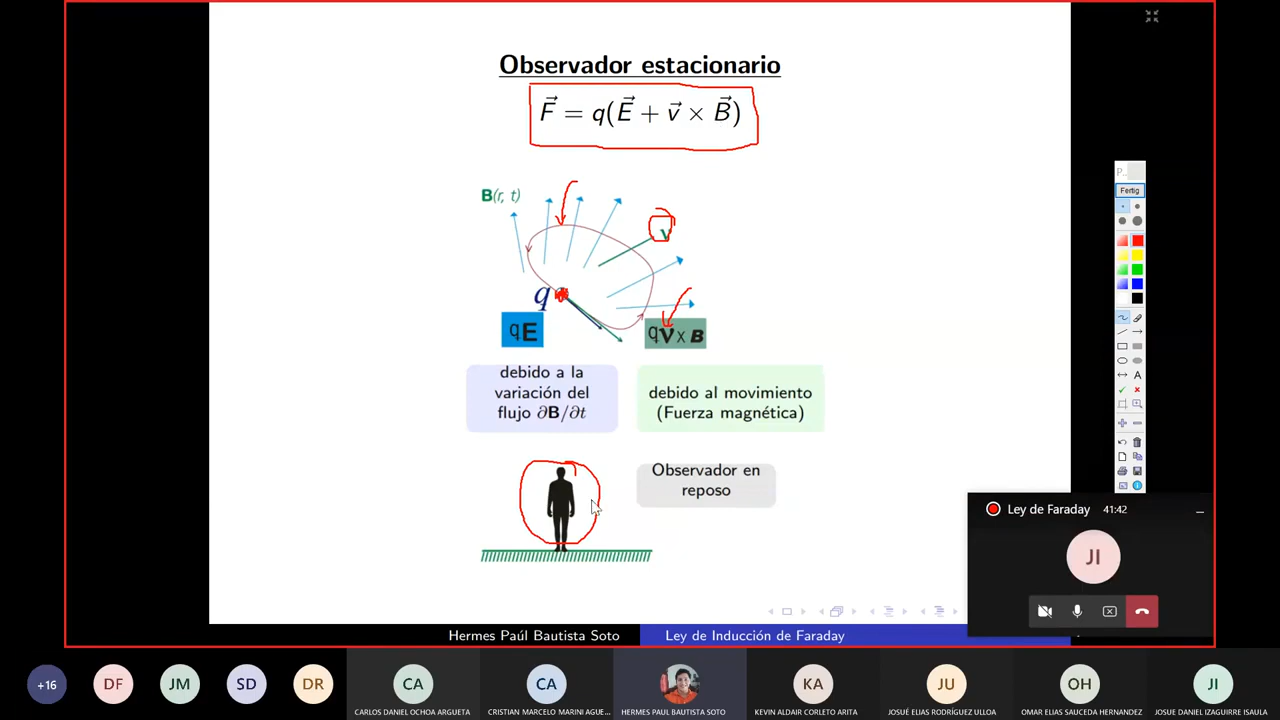 Observador estacionario
F⃗ = q(E⃗ + v⃗ × B⃗)
B(r, t)
v
q
qE
qv x B
debido a la
variación del
flujo ∂B/∂t
debido al movimiento
(Fuerza magnética)
Observador en
reposo
P..
Fertig
A
Ley de Faraday 41:42
JI
Hermes Paúl Bautista Soto
Ley de Inducción de Faraday
+16
DF
JM
SD
DR
CA
CA
KA
JU
OH
JI
CARLOS DANIEL OCHOA ARGUETA
CRISTIAN MARCELO MARINI AGUE...
HERMES PAUL BAUTISTA SOTO
KEVIN ALDAIR CORLETO ARITA
JOSUÉ ELIAS RODRÍGUEZ ULLOA
OMAR ELIAS SAUCEDA HERNANDEZ
JOSUE DANIEL IZAGUIRRE ISAULA